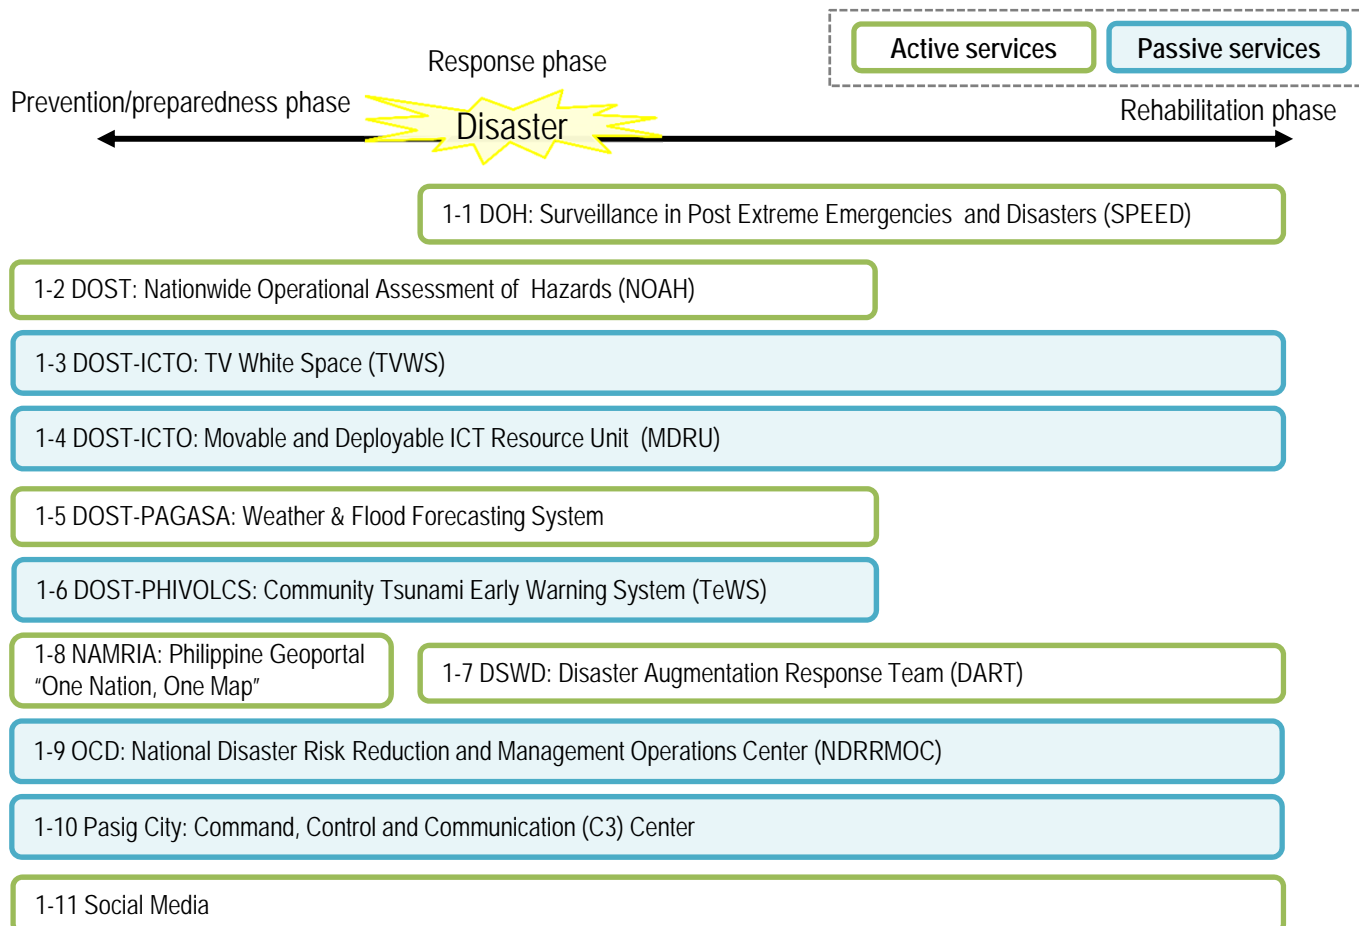 Active services
Passive services
Response phase
Prevention/preparedness phase
Disaster
Rehabilitation phase
1-1 DOH: Surveillance in Post Extreme Emergencies and Disasters (SPEED)
1-2 DOST: Nationwide Operational Assessment of Hazards (NOAH)
1-3 DOST-ICTO: TV White Space (TVWS)
1-4 DOST-ICTO: Movable and Deployable ICT Resource Unit (MDRU)
1-5 DOST-PAGASA: Weather & Flood Forecasting System
1-6 DOST-PHIVOLCS: Community Tsunami Early Warning System (TeWS)
1-8 NAMRIA: Philippine Geoportal
“One Nation, One Map”
1-7 DSWD: Disaster Augmentation Response Team (DART)
1-9 OCD: National Disaster Risk Reduction and Management Operations Center (NDRRMOC)
1-10 Pasig City: Command, Control and Communication (C3) Center
1-11 Social Media